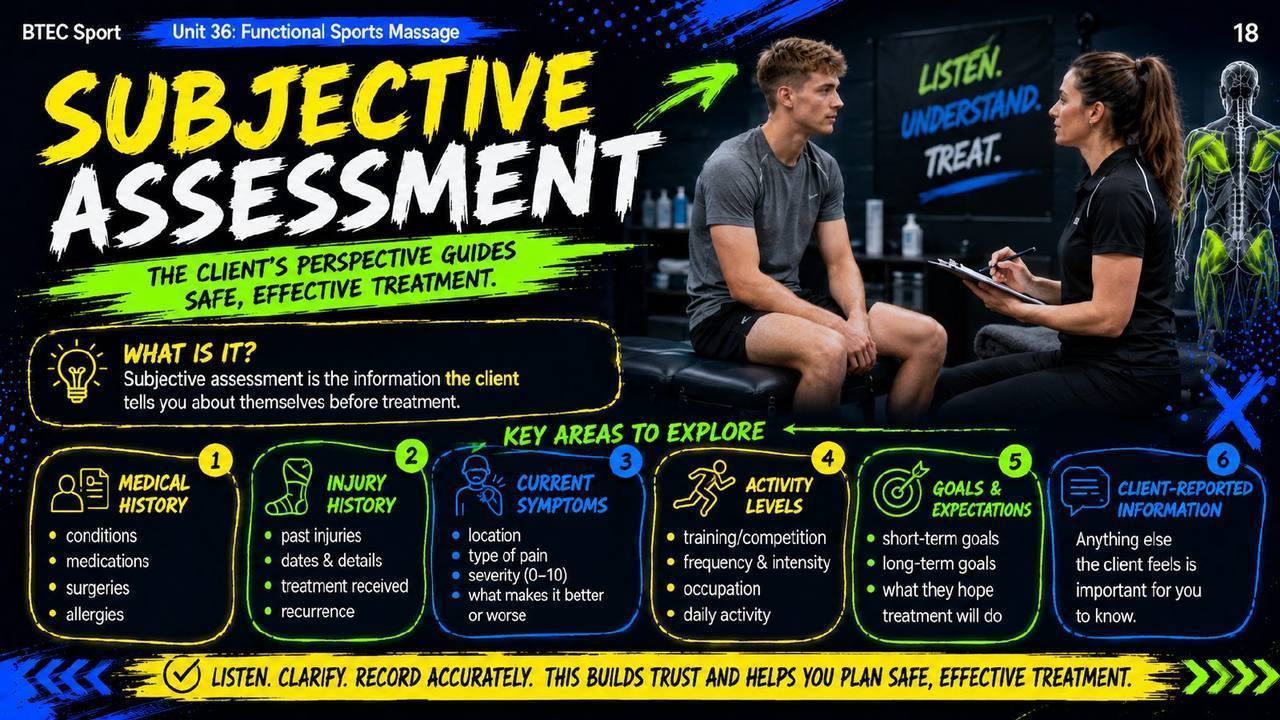 BTEC Sport
Unit 36: Functional Sports Massage
18
SUBJECTIVE
ASSESSMENT
THE CLIENT'S PERSPECTIVE GUIDES
SAFE, EFFECTIVE TREATMENT.
LISTEN.
UNDERSTAND.
TREAT.
WHAT IS IT?
Subjective assessment is the information the client
tells you about themselves before treatment.
KEY AREAS TO EXPLORE
1
MEDICAL
HISTORY
• conditions
• medications
• surgeries
• allergies
2
INJURY
HISTORY
• past injuries
• dates & details
• treatment received
• recurrence
3
CURRENT
SYMPTOMS
• location
• type of pain
• severity (0–10)
• what makes it better
or worse
4
ACTIVITY
LEVELS
• training/competition
• frequency & intensity
• occupation
• daily activity
5
GOALS &
EXPECTATIONS
• short-term goals
• long-term goals
• what they hope
treatment will do
6
CLIENT-REPORTED
INFORMATION
Anything else
the client feels is
important for you
to know.
LISTEN. CLARIFY. RECORD ACCURATELY. THIS BUILDS TRUST AND HELPS YOU PLAN SAFE, EFFECTIVE TREATMENT.